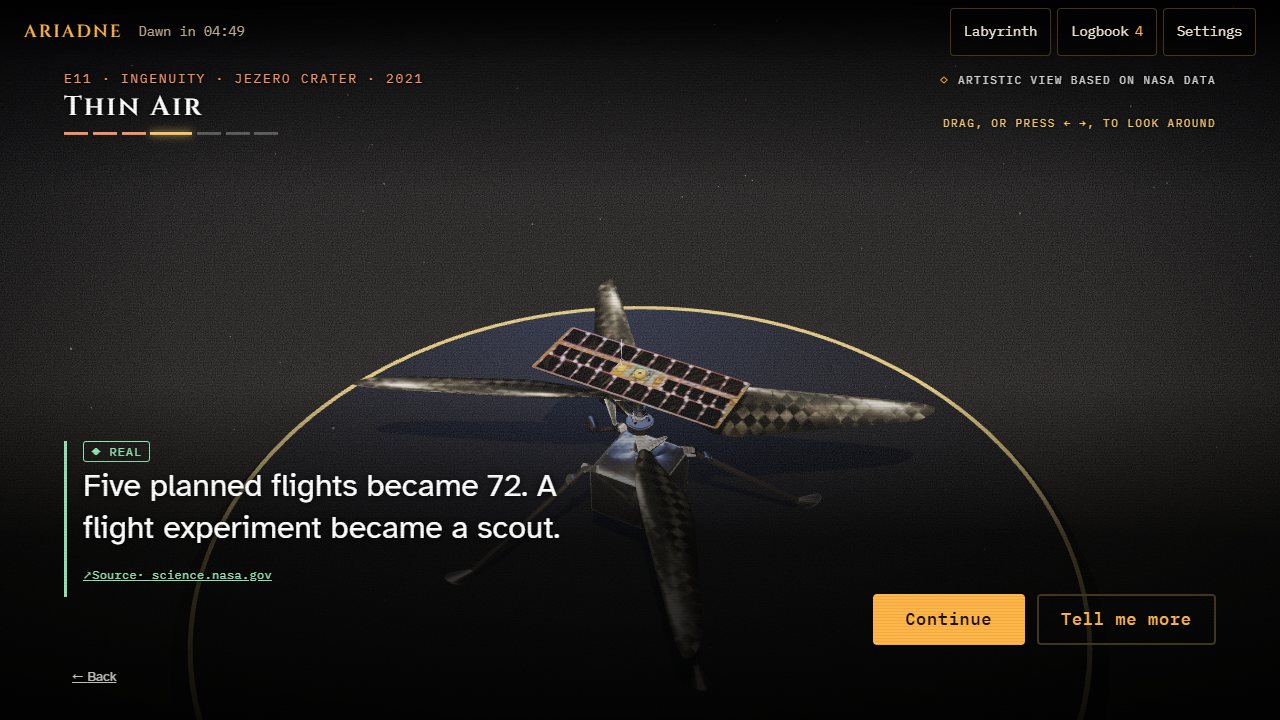 ARIADNE
Dawn in 04:49
Labyrinth
Logbook 4
Settings
E11 · INGENUITY · JEZERO CRATER · 2021
Thin Air
◇ ARTISTIC VIEW BASED ON NASA DATA
DRAG, OR PRESS ← →, TO LOOK AROUND
◆ REAL
Five planned flights became 72. A
flight experiment became a scout.
↗Source· science.nasa.gov
Continue
Tell me more
← Back